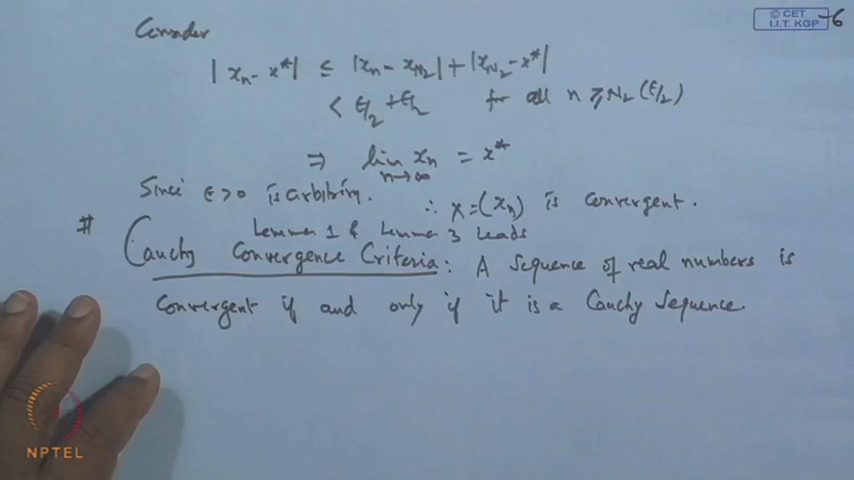 Consider
© CET
I.I.T. KGP
-6
| xn - x* | ≤ | xn - xN2 | + | xN2 - x* |
< ε/2 + ε/2 for all n ≥ N2 (ε/2)
⇒ lim n→∞ xn = x*
Since ε > 0 is arbitrary. ∴ X = (xn) is convergent.
# Lemma 1 & Lemma 3 leads
Cauchy Convergence Criteria : A sequence of real numbers is
Convergent if and only if it is a Cauchy Sequence.
NPTEL